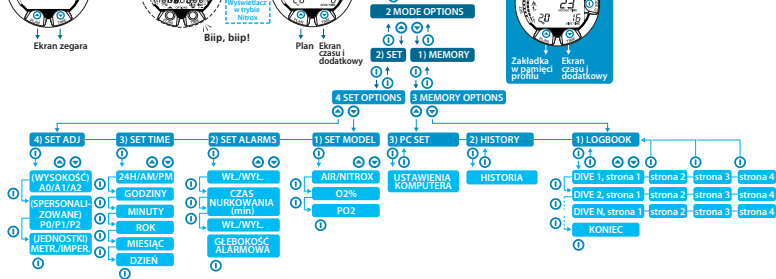 Wyświetlacz
w trybie
Nitrox
Biip, biip!
Ekran zegara
Plan
Ekran
czasu i
dodatkowy
Zakładka
w pamięci
profilu
Ekran
czasu i
dodatkowy
2 MODE OPTIONS
2) SET
1) MEMORY
4 SET OPTIONS
3 MEMORY OPTIONS
4) SET ADJ
3) SET TIME
2) SET ALARMS
1) SET MODEL
3) PC SET
2) HISTORY
1) LOGBOOK
(WYSOKOŚĆ)
A0/A1/A2
(SPERSONALI-
ZOWANE)
P0/P1/P2
(JEDNOSTKI)
METR./IMPER.
24H/AM/PM
GODZINY
MINUTY
ROK
MIESIĄC
DZIEŃ
WŁ./WYŁ.
CZAS
NURKOWANIA
(min)
WŁ./WYŁ.
GŁEBOKOŚĆ
ALARMOWA
AIR/NITROX
O2%
PO2
USTAWIENIA
KOMPUTERA
HISTORIA
DIVE 1, strona 1
strona 2
strona 3
strona 4
DIVE 2, strona 1
strona 2
strona 3
strona 4
DIVE N, strona 1
strona 2
strona 3
strona 4
KONIEC